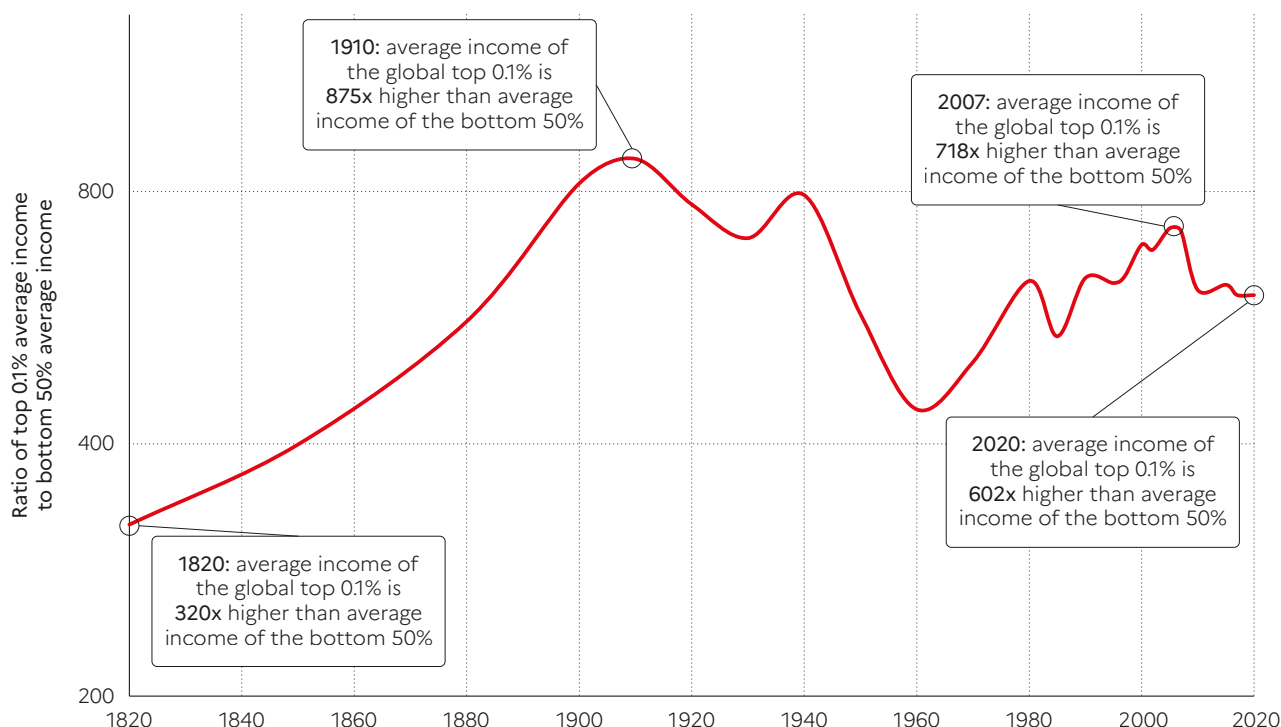 1910: average income of
the global top 0.1% is
875x higher than average
income of the bottom 50%
2007: average income of
the global top 0.1% is
718x higher than average
income of the bottom 50%
800
Ratio of top 0.1% average income
to bottom 50% average income
400
2020: average income of
the global top 0.1% is
602x higher than average
income of the bottom 50%
1820: average income of
the global top 0.1% is
320x higher than average
income of the bottom 50%
200
1820 1840 1860 1880 1900 1920 1940 1960 1980 2000 2020